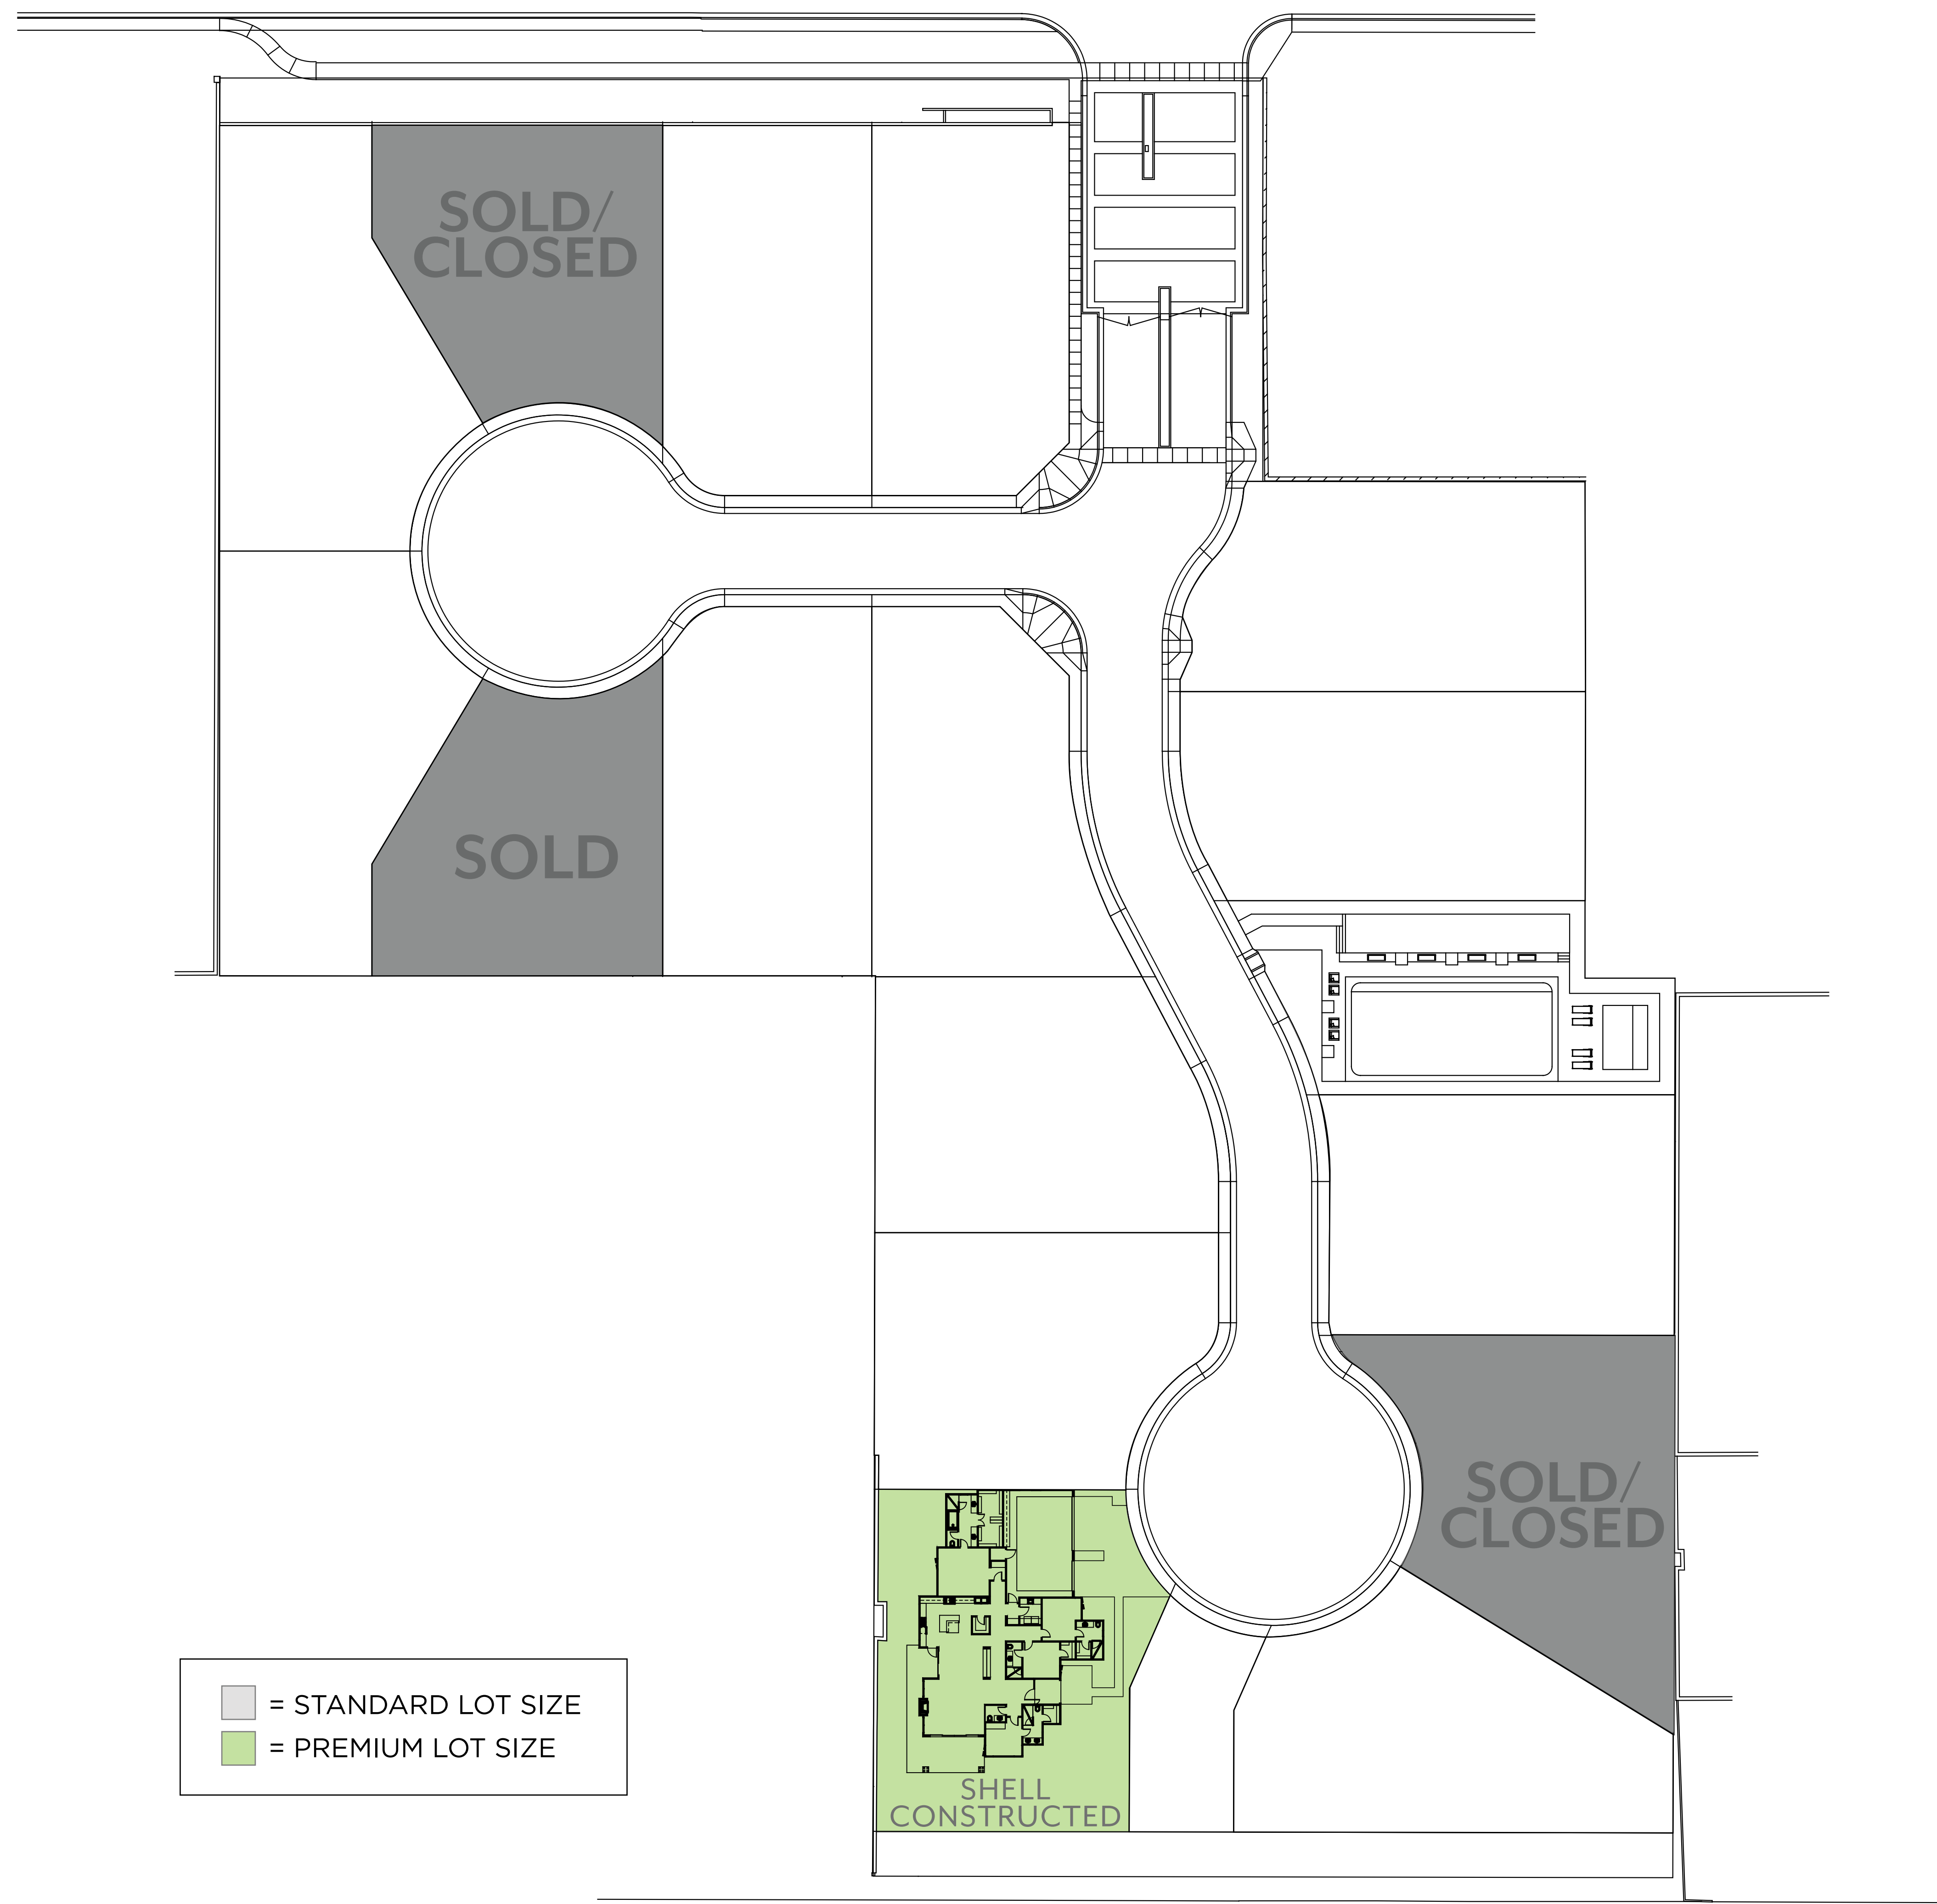 SOLD/
CLOSED
SOLD
SOLD/
CLOSED
= STANDARD LOT SIZE
= PREMIUM LOT SIZE
SHELL
CONSTRUCTED